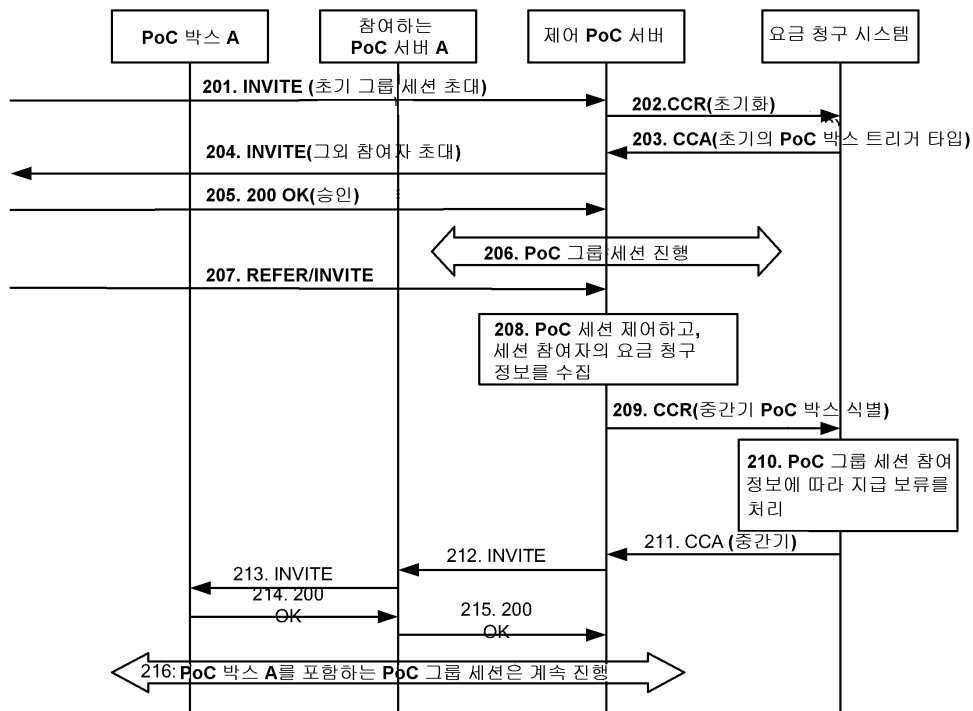 PoC 박스 A
참여하는
PoC 서버 A
제어 PoC 서버
요금 청구 시스템
201. INVITE (초기 그룹 세션 초대)
202.CCR(초기화)
203. CCA(초기의 PoC 박스 트리거 타입)
204. INVITE(그외 참여자 초대)
205. 200 OK(승인)
206. PoC 그룹 세션 진행
207. REFER/INVITE
208. PoC 세션 제어하고,
세션 참여자의 요금 청구
정보를 수집
209. CCR(중간기 PoC 박스 식별)
210. PoC 그룹 세션 참여
정보에 따라 지급 보류를
처리
211. CCA (중간기)
212. INVITE
213. INVITE
214. 200
OK
215. 200
OK
216: PoC 박스 A를 포함하는 PoC 그룹 세션은 계속 진행